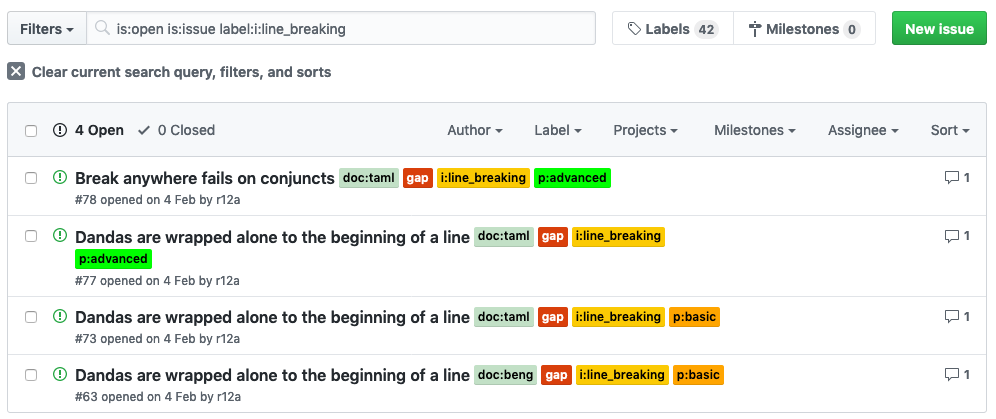 Filters is:open is:issue label:i:line_breaking Labels 42 Milestones 0 New issue
Clear current search query, filters, and sorts
4 Open 0 Closed Author Label Projects Milestones Assignee Sort
Break anywhere fails on conjuncts doc:taml gap i:line_breaking p:advanced 1
#78 opened on 4 Feb by r12a
Dandas are wrapped alone to the beginning of a line doc:taml gap i:line_breaking 1
p:advanced
#77 opened on 4 Feb by r12a
Dandas are wrapped alone to the beginning of a line doc:taml gap i:line_breaking p:basic 1
#73 opened on 4 Feb by r12a
Dandas are wrapped alone to the beginning of a line doc:beng gap i:line_breaking p:basic 1
#63 opened on 4 Feb by r12a